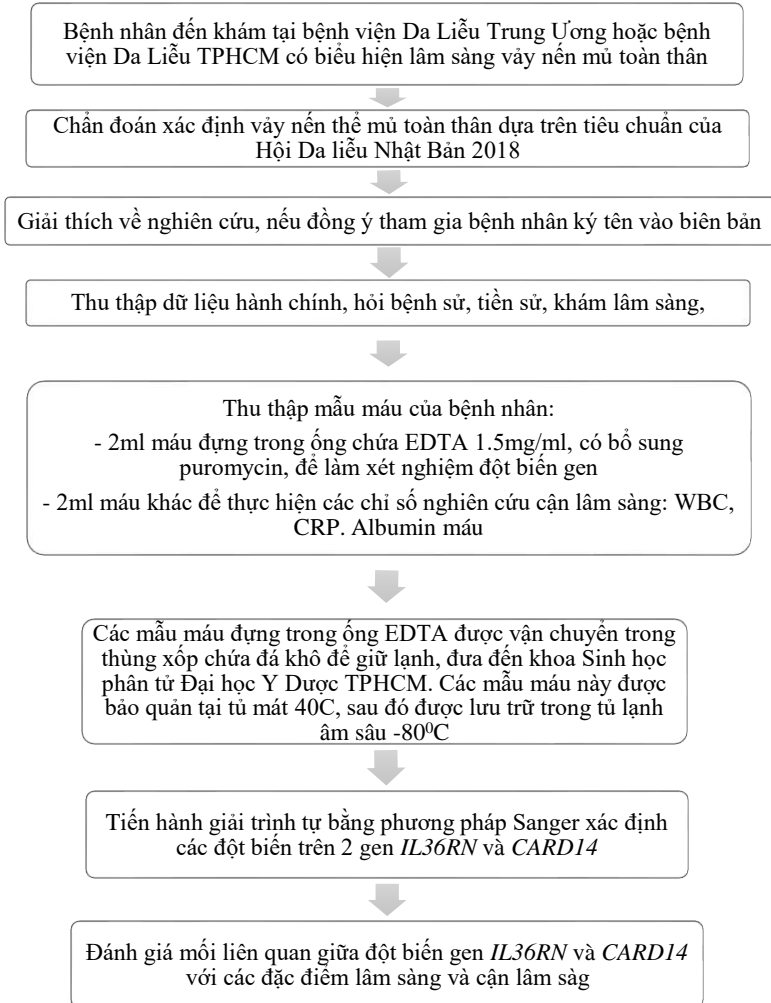 Bệnh nhân đến khám tại bệnh viện Da Liễu Trung Ương hoặc bệnh
viện Da Liễu TPHCM có biểu hiện lâm sàng vảy nến mủ toàn thân
Chẩn đoán xác định vảy nến thể mủ toàn thân dựa trên tiêu chuẩn của
Hội Da liễu Nhật Bản 2018
Giải thích về nghiên cứu, nếu đồng ý tham gia bệnh nhân ký tên vào biên bản
Thu thập dữ liệu hành chính, hỏi bệnh sử, tiền sử, khám lâm sàng,
Thu thập mẫu máu của bệnh nhân:
- 2ml máu đựng trong ống chứa EDTA 1.5mg/ml, có bổ sung
puromycin, để làm xét nghiệm đột biến gen
- 2ml máu khác để thực hiện các chỉ số nghiên cứu cận lâm sàng: WBC,
CRP. Albumin máu
Các mẫu máu đựng trong ống EDTA được vận chuyển trong
thùng xốp chứa đá khô để giữ lạnh, đưa đến khoa Sinh học
phân tử Đại học Y Dược TPHCM. Các mẫu máu này được
bảo quản tại tủ mát 40C, sau đó được lưu trữ trong tủ lạnh
âm sâu -80⁰C
Tiến hành giải trình tự bằng phương pháp Sanger xác định
các đột biến trên 2 gen IL36RN và CARD14
Đánh giá mối liên quan giữa đột biến gen IL36RN và CARD14
với các đặc điểm lâm sàng và cận lâm sàg